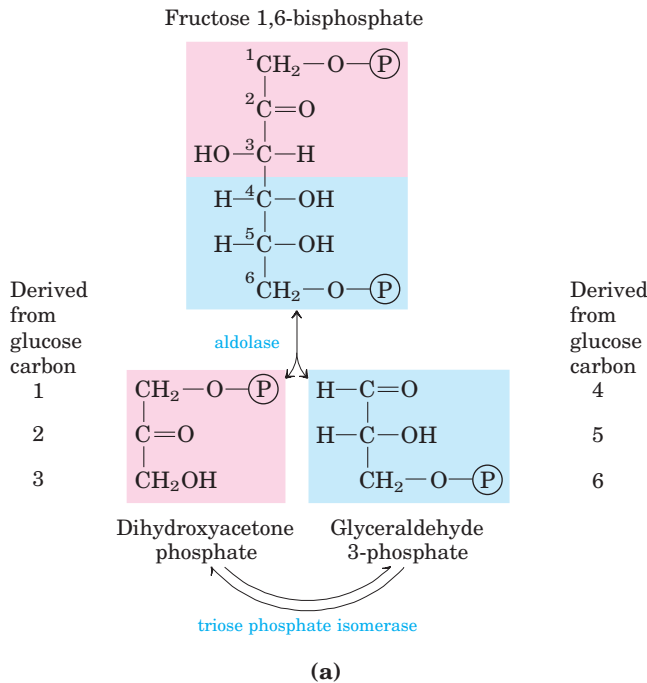 Fructose 1,6-bisphosphate
1CH2—O—P
2C=O
HO—3C—H
H—4C—OH
H—5C—OH
6CH2—O—P
aldolase
Derived
from
glucose
carbon
1
2
3
CH2—O—P
C=O
CH2OH
Dihydroxyacetone
phosphate
H—C=O
H—C—OH
CH2—O—P
Glyceraldehyde
3-phosphate
Derived
from
glucose
carbon
4
5
6
triose phosphate isomerase
(a)